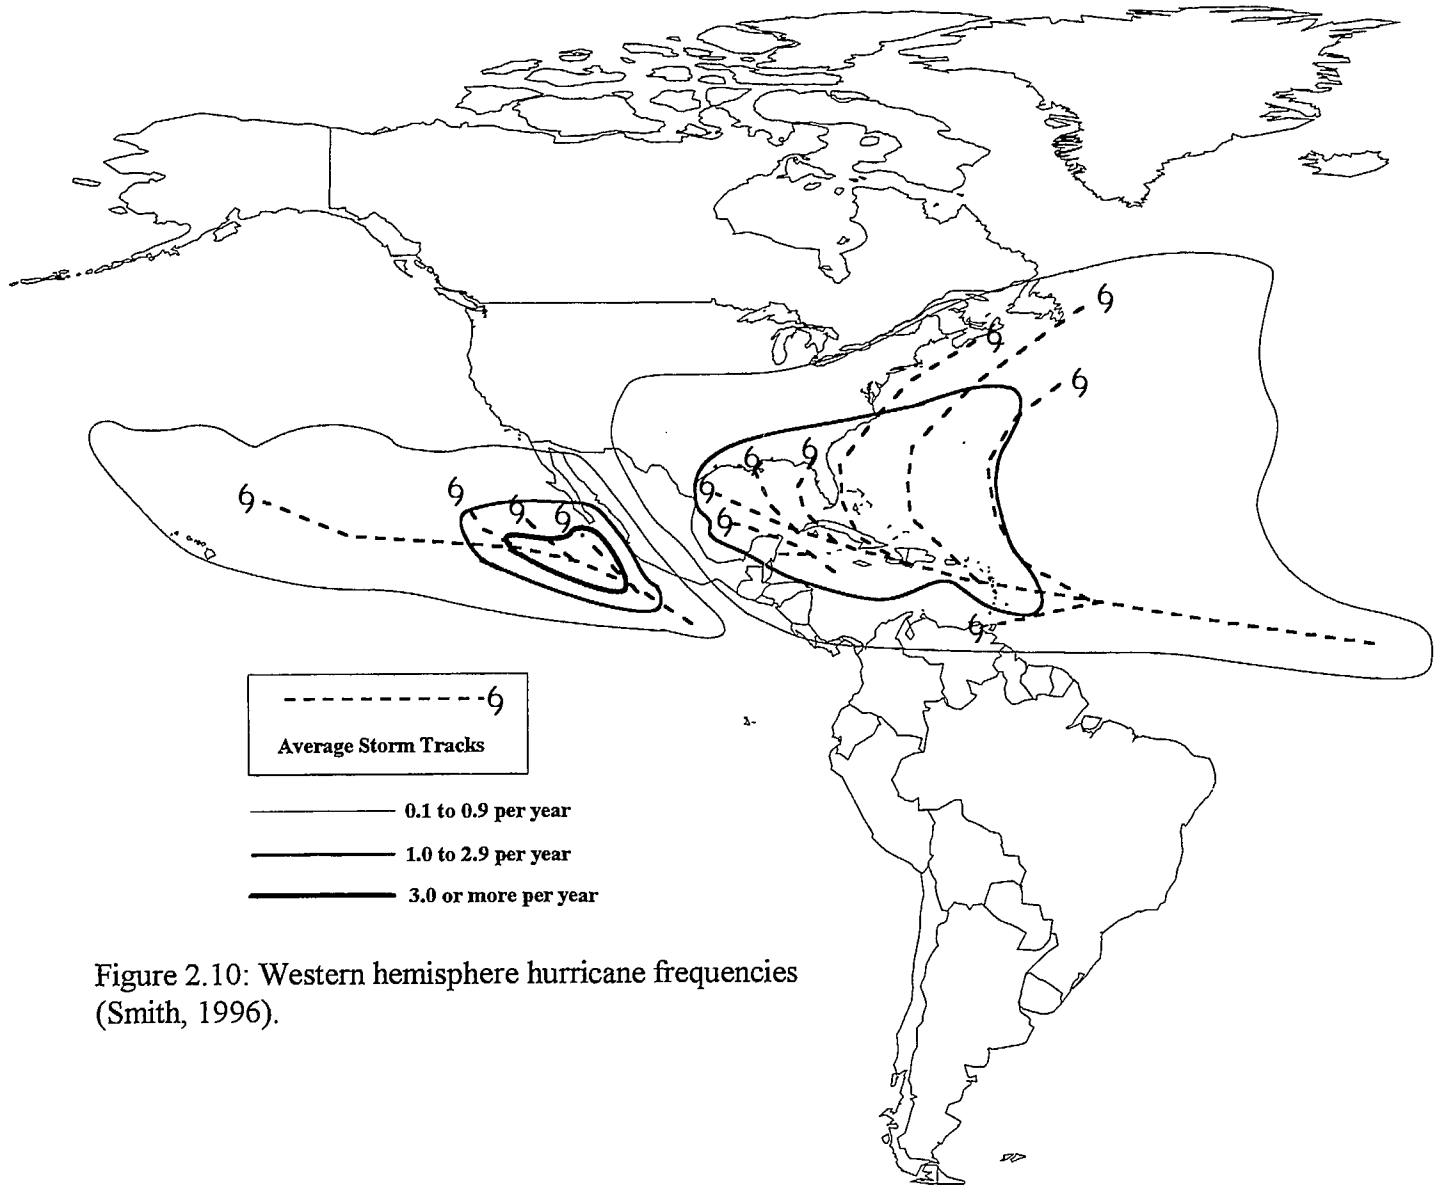 Average Storm Tracks
0.1 to 0.9 per year
1.0 to 2.9 per year
3.0 or more per year
Figure 2.10: Western hemisphere hurricane frequencies
(Smith, 1996).